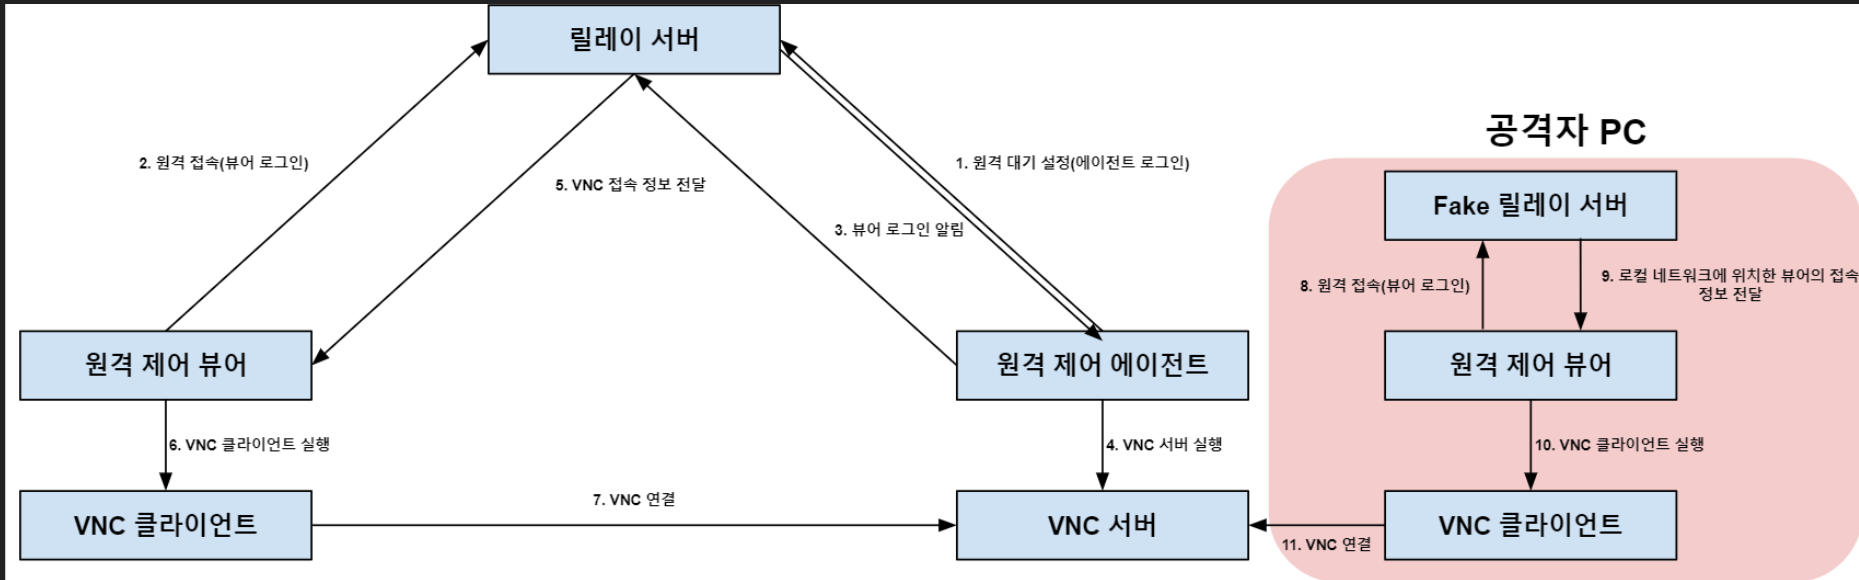 릴레이 서버
공격자 PC
2. 원격 접속(뷰어 로그인)
5. VNC 접속 정보 전달
1. 원격 대기 설정(에이전트 로그인)
3. 뷰어 로그인 알림
Fake 릴레이 서버
8. 원격 접속(뷰어 로그인)
9. 로컬 네트워크에 위치한 뷰어의 접속
정보 전달
원격 제어 뷰어
원격 제어 에이전트
원격 제어 뷰어
6. VNC 클라이언트 실행
4. VNC 서버 실행
10. VNC 클라이언트 실행
7. VNC 연결
VNC 클라이언트
VNC 서버
VNC 클라이언트
11. VNC 연결